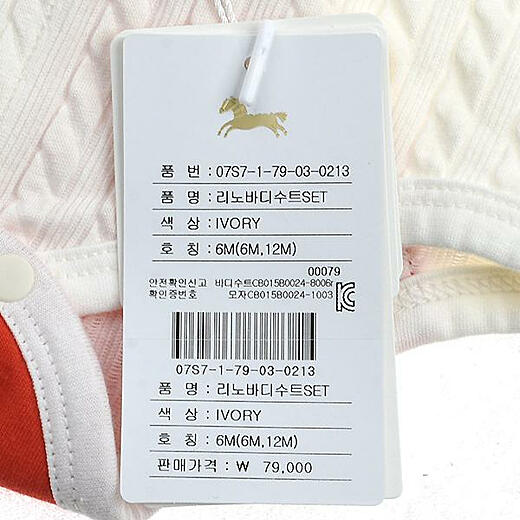 품 번 : 07S7-1-79-03-0213
품 명 : 리노바디수트SET
색 상 : IVORY
호 칭 : 6M(6M,12M)
00079
안전확인신고 바디수트CB015B0024-8006r
확인증번호 모자CB015B0024-1003
07S7-1-79-03-0213
품 명 : 리노바디수트SET
색 상 : IVORY
호 칭 : 6M(6M,12M)
판매가격 : ₩ 79,000